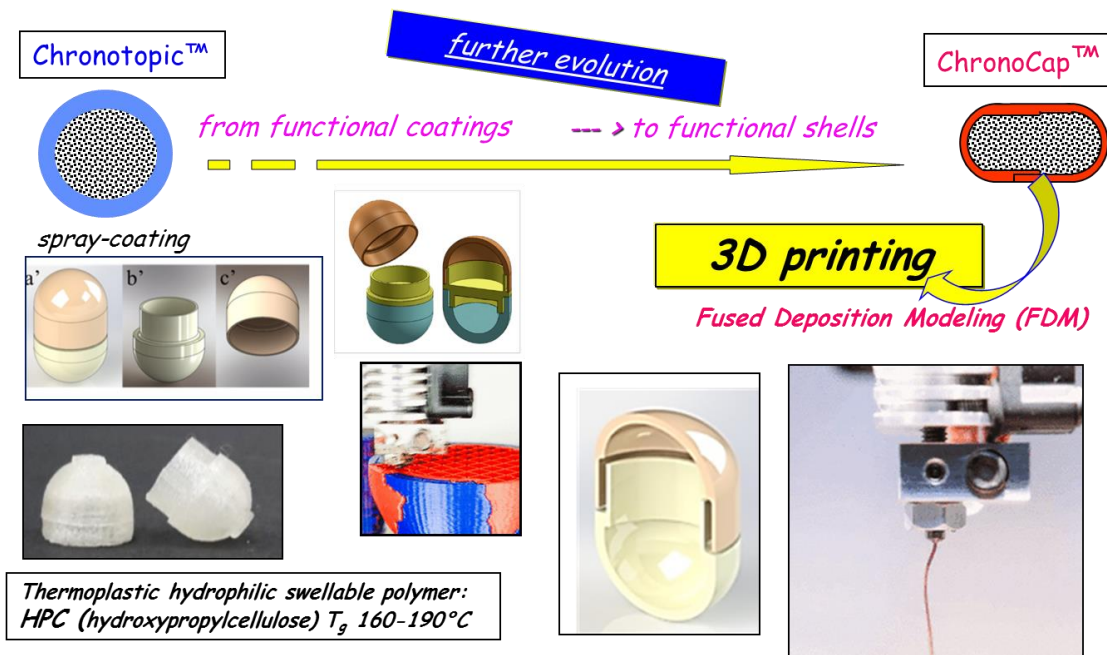 Chronotopic™
further evolution
ChronoCap™
from functional coatings ---> to functional shells
spray-coating
3D printing
Fused Deposition Modeling (FDM)
a’ b’ c’
Thermoplastic hydrophilic swellable polymer:
HPC (hydroxypropylcellulose) Tg 160-190°C